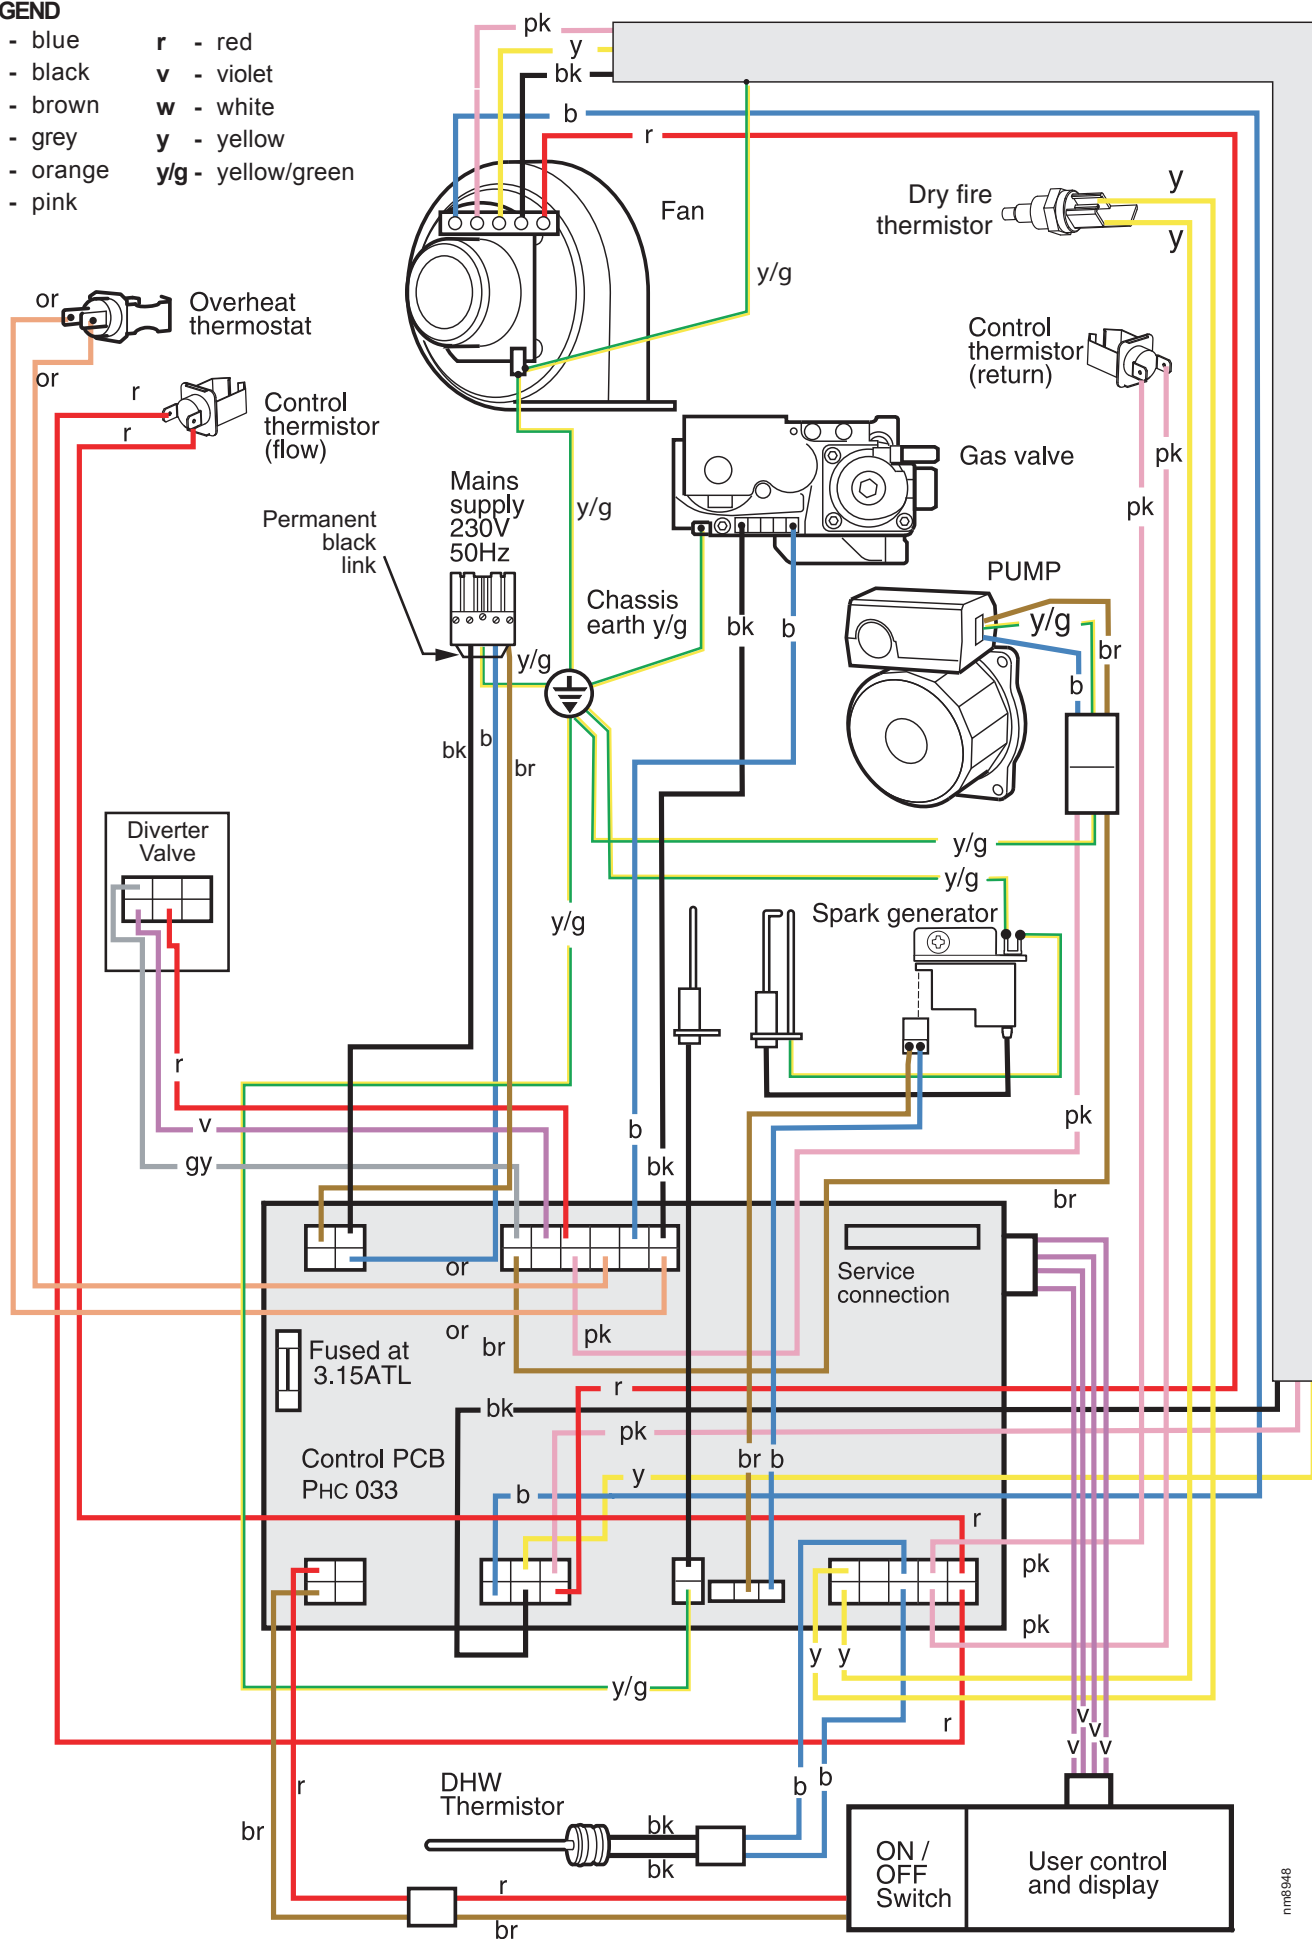 GEND
- blue
- black
- brown
- grey
- orange
- pink
r - red
v - violet
w - white
y - yellow
y/g - yellow/green
pk
y
bk
b
r
Fan
y/g
Dry fire
thermistor
y
y
or
Overheat
thermostat
or
r
r
Control
thermistor
(flow)
Control
thermistor
(return)
pk
pk
Gas valve
Mains
supply
230V
50Hz
Permanent
black
link
y/g
Chassis
earth y/g
y/g
bk
b
PUMP
y/g
br
b
bk
b
br
Diverter
Valve
y/g
y/g
y/g
Spark generator
r
v
gy
b
bk
pk
br
or
Service
connection
or
br
pk
Fused at
3.15ATL
r
bk
pk
br
b
y
Control PCB
PHC 033
b
r
pk
pk
y
y
y/g
r
v
v
v
v
r
br
DHW
Thermistor
bk
bk
b
b
r
br
ON /
OFF
Switch
User control
and display
nm8948